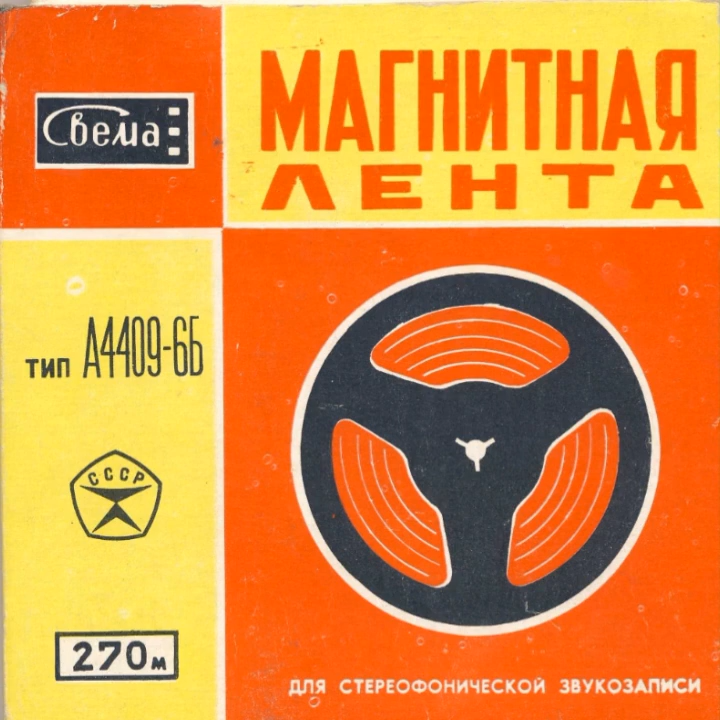 Свема
МАГНИТНАЯ
ЛЕНТА
тип А4409-6Б
СССР
270м
ДЛЯ СТЕРЕОФОНИЧЕСКОЙ ЗВУКОЗАПИСИ